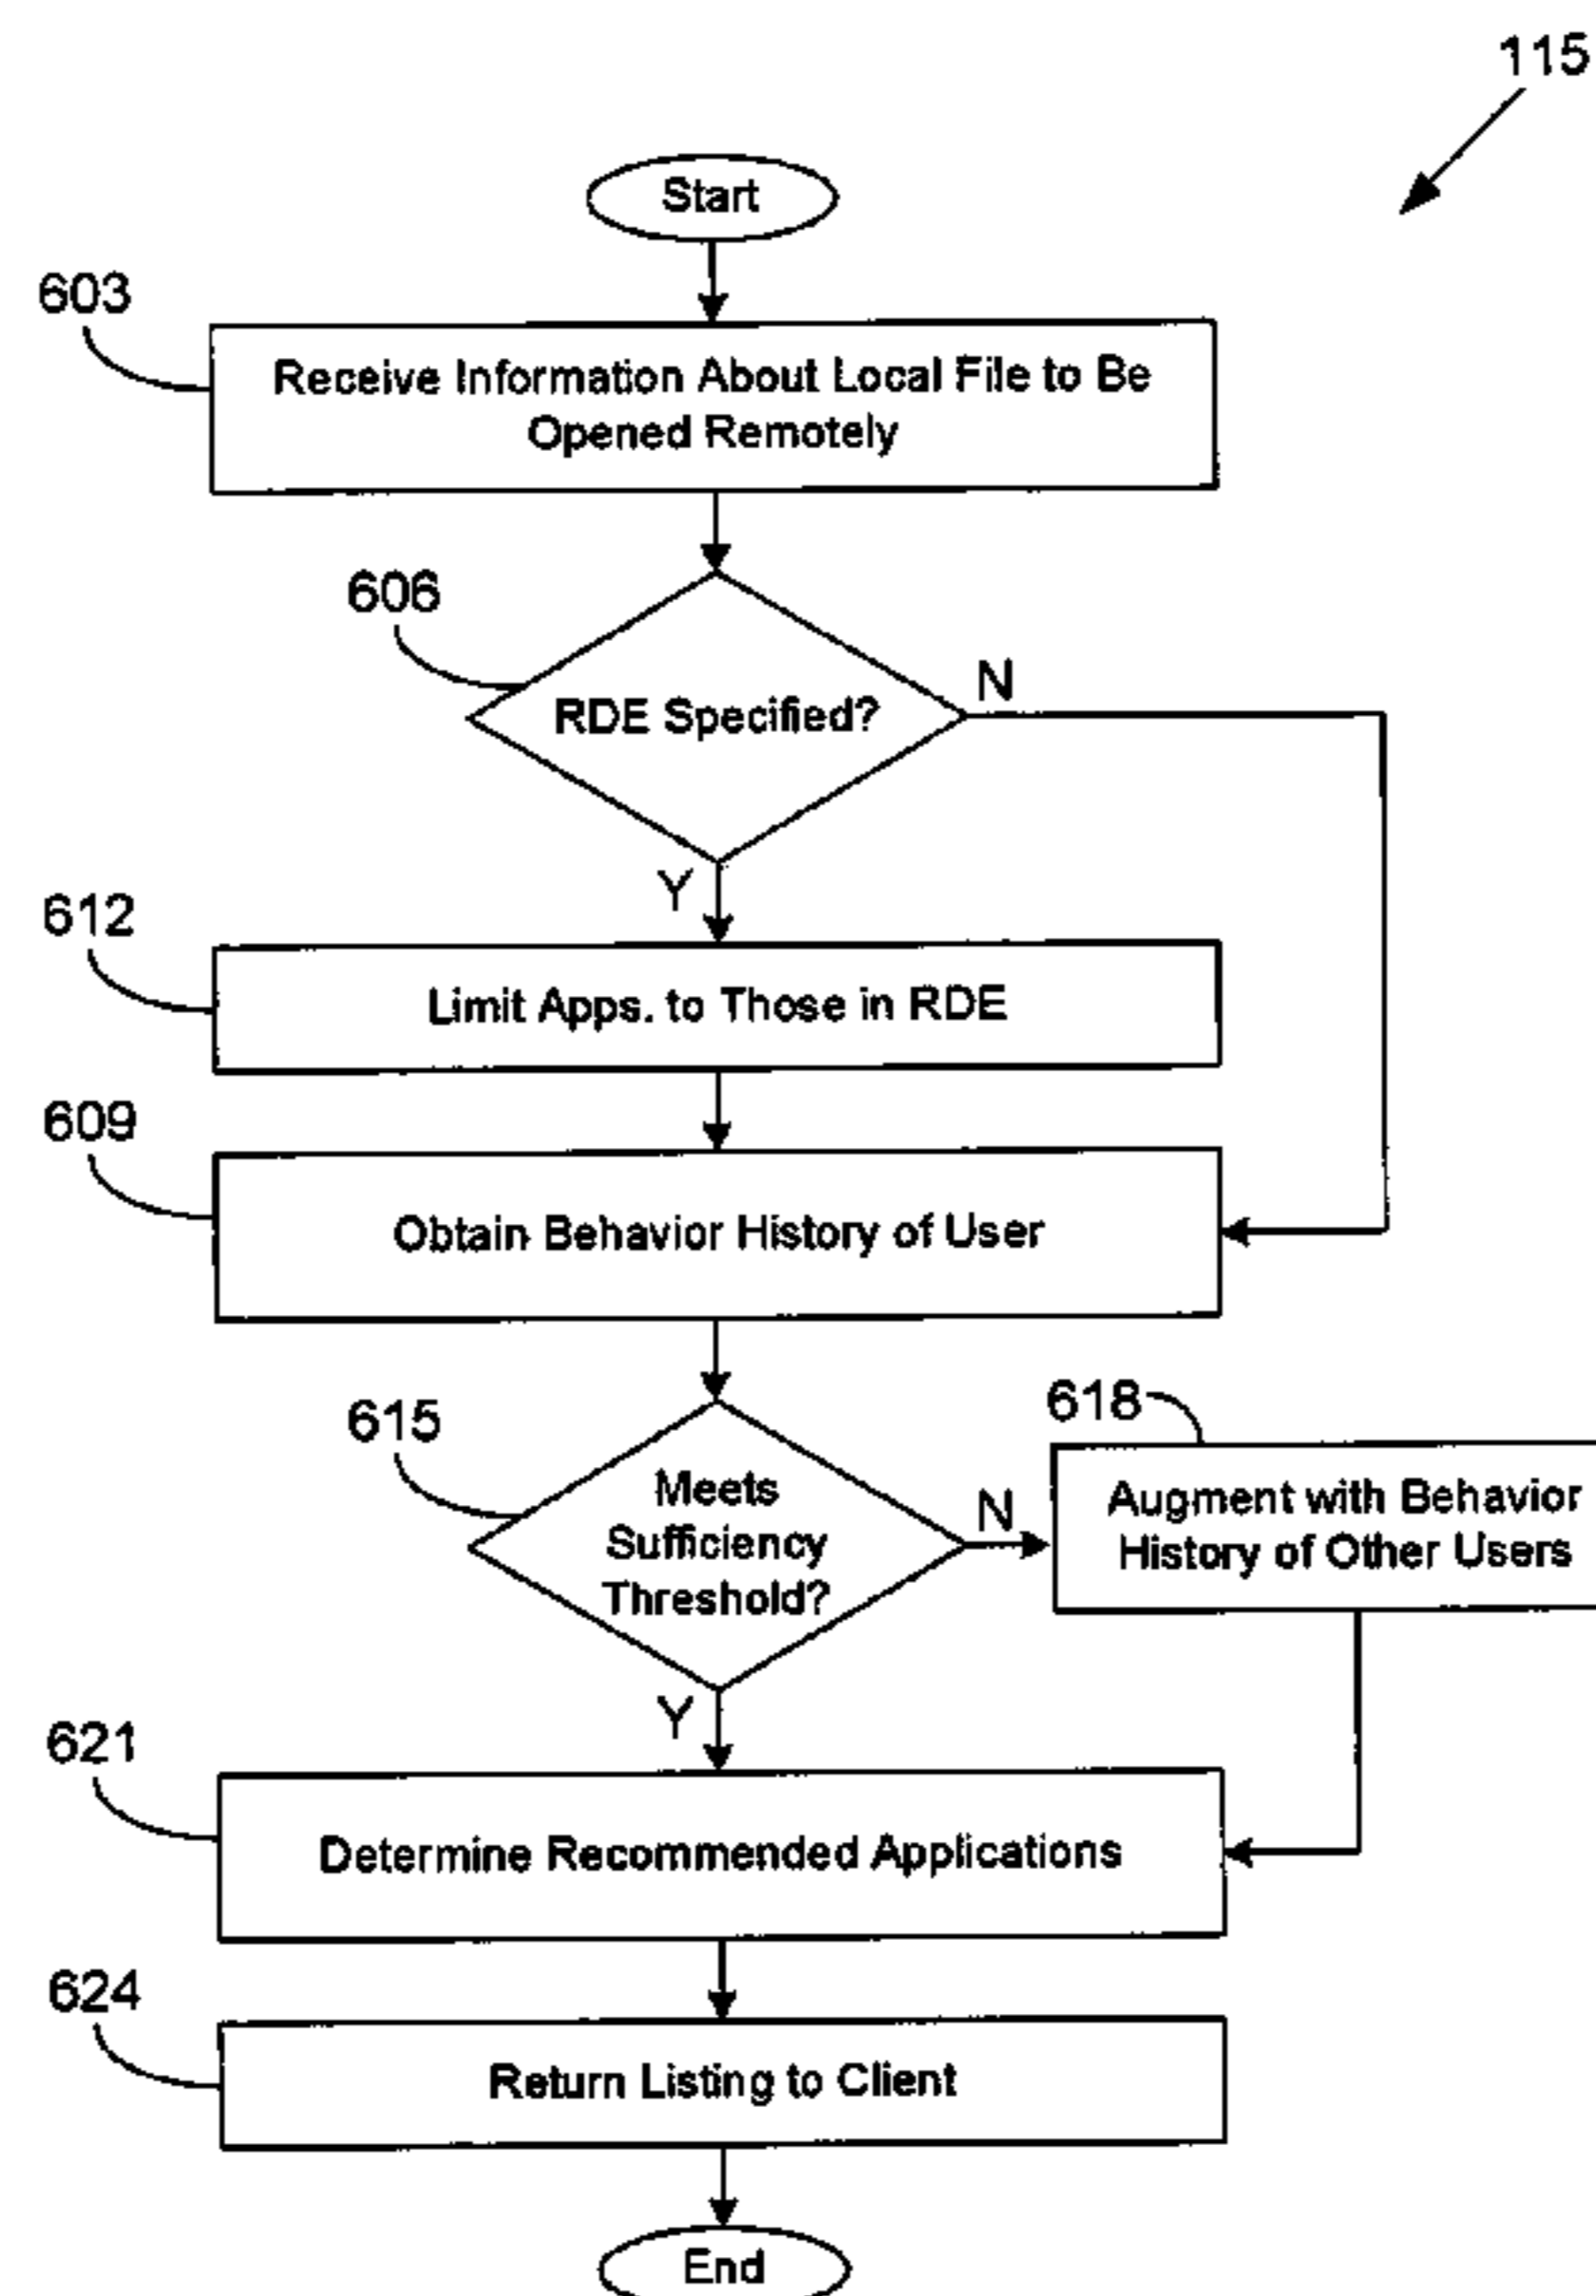 115
Start
603
Receive Information About Local File to Be
Opened Remotely
606
RDE Specified?
N
Y
612
Limit Apps. to Those in RDE
609
Obtain Behavior History of User
615
Meets
Sufficiency
Threshold?
N
618
Augment with Behavior
History of Other Users
Y
621
Determine Recommended Applications
624
Return Listing to Client
End